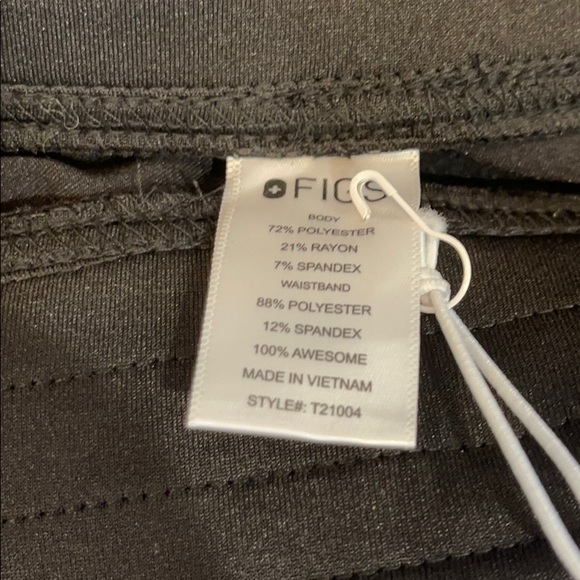 FIGS
BODY
72% POLYESTER
21% RAYON
7% SPANDEX
WAISTBAND
88% POLYESTER
12% SPANDEX
100% AWESOME
MADE IN VIETNAM
STYLE#: T21004